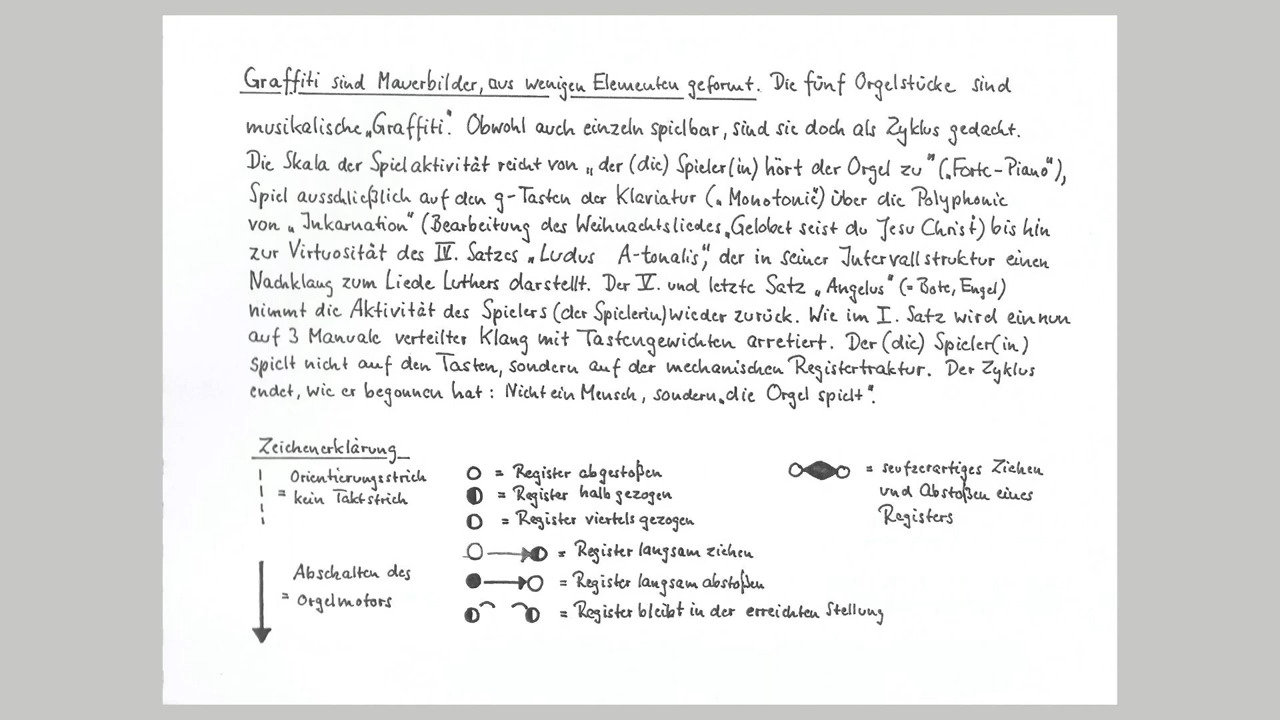 Graffiti sind Mauerbilder, aus wenigen Elementen geformt. Die fünf Orgelstücke sind
musikalische „Graffiti“. Obwohl auch einzeln spielbar, sind sie doch als Zyklus gedacht.
Die Skala der Spielaktivität reicht von „der (die) Spieler(in) hört der Orgel zu“ („Forte-Piano“),
Spiel ausschließlich auf den g-Tasten der Klaviatur („Monotonie“) über die Polyphonie
von „Inkarnation“ (Bearbeitung des Weihnachtsliedes „Gelobet seist du Jesu Christ“) bis hin
zur Virtuosität des IV. Satzes „Ludus A-tonalis“, der in seiner Intervallstruktur einen
Nachklang zum Liede Luthers darstellt. Der V. und letzte Satz „Angelus“ (= Bote, Engel)
nimmt die Aktivität des Spielers (der Spielerin) wieder zurück. Wie im I. Satz wird ein nun
auf 3 Manuale verteilter Klang mit Tastengewichten arretiert. Der (die) Spieler(in)
spielt nicht auf den Tasten, sondern auf der mechanischen Registertraktur. Der Zyklus
endet, wie er begonnen hat: Nicht ein Mensch, sondern „die Orgel spielt“.
Zeichenerklärung
Orientierungsstrich
= kein Taktstrich
Abschalten des
= Orgelmotors
= Register abgestoßen
= Register halb gezogen
= Register viertels gezogen
= Register langsam ziehen
= Register langsam abstoßen
= Register bleibt in der erreichten Stellung
= seufzerartiges Ziehen
und Abstoßen eines
Registers